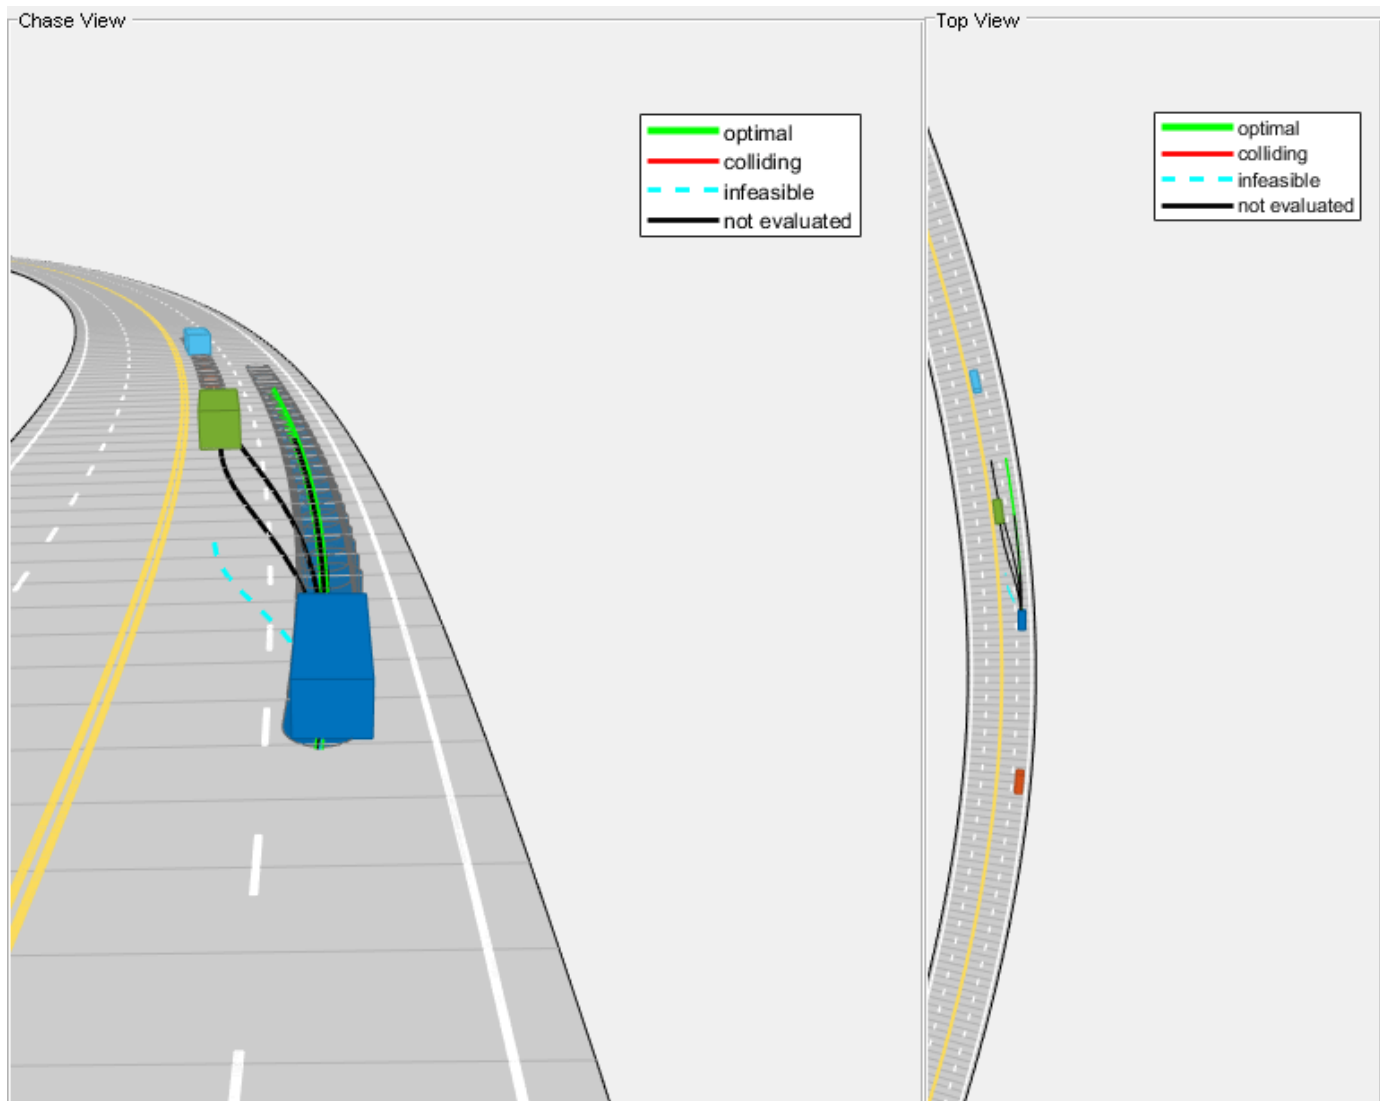 Chase View
optimal
colliding
infeasible
not evaluated
Top View
optimal
colliding
infeasible
not evaluated